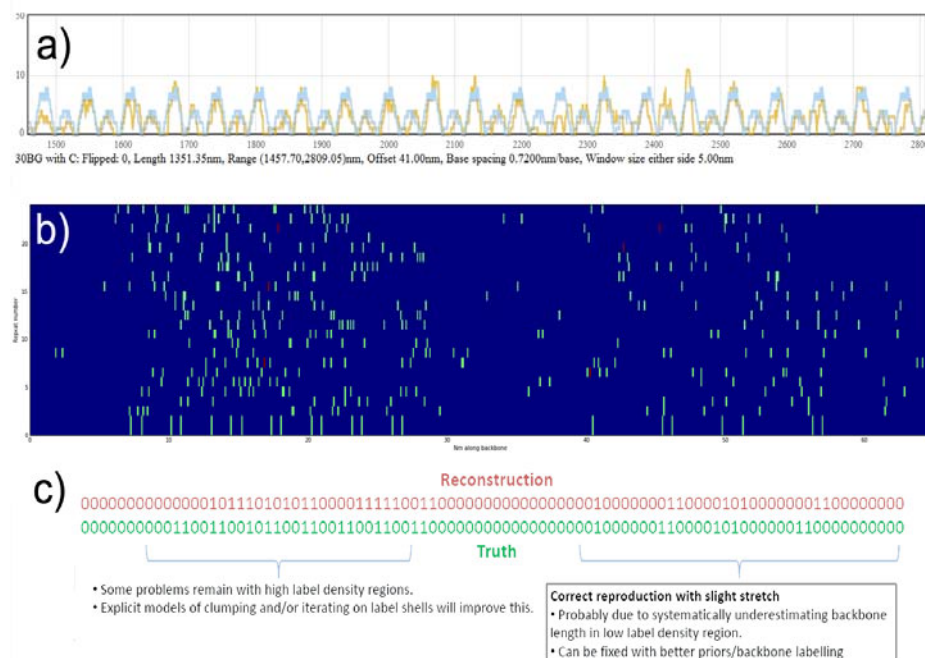 a)
50
10
0
1500 1600 1700 1800 1900 2000 2100 2200 2300 2400 2500 2600 2700
30BG with C: Flipped: 0, Length 1351.35nm, Range (1457.70,2809.05)nm, Offset 41.00nm, Base spacing 0.7200nm/base, Window size either side 5.00nm
b)
Repeat number
20
15
10
5
0
0 10 20 30 40 50 60
Nm along backbone
c)
Reconstruction
Truth
• Some problems remain with high label density regions.
• Explicit models of clumping and/or iterating on label shells will improve this.
Correct reproduction with slight stretch
• Probably due to systematically underestimating backbone
length in low label density region.
• Can be fixed with better priors/backbone labelling